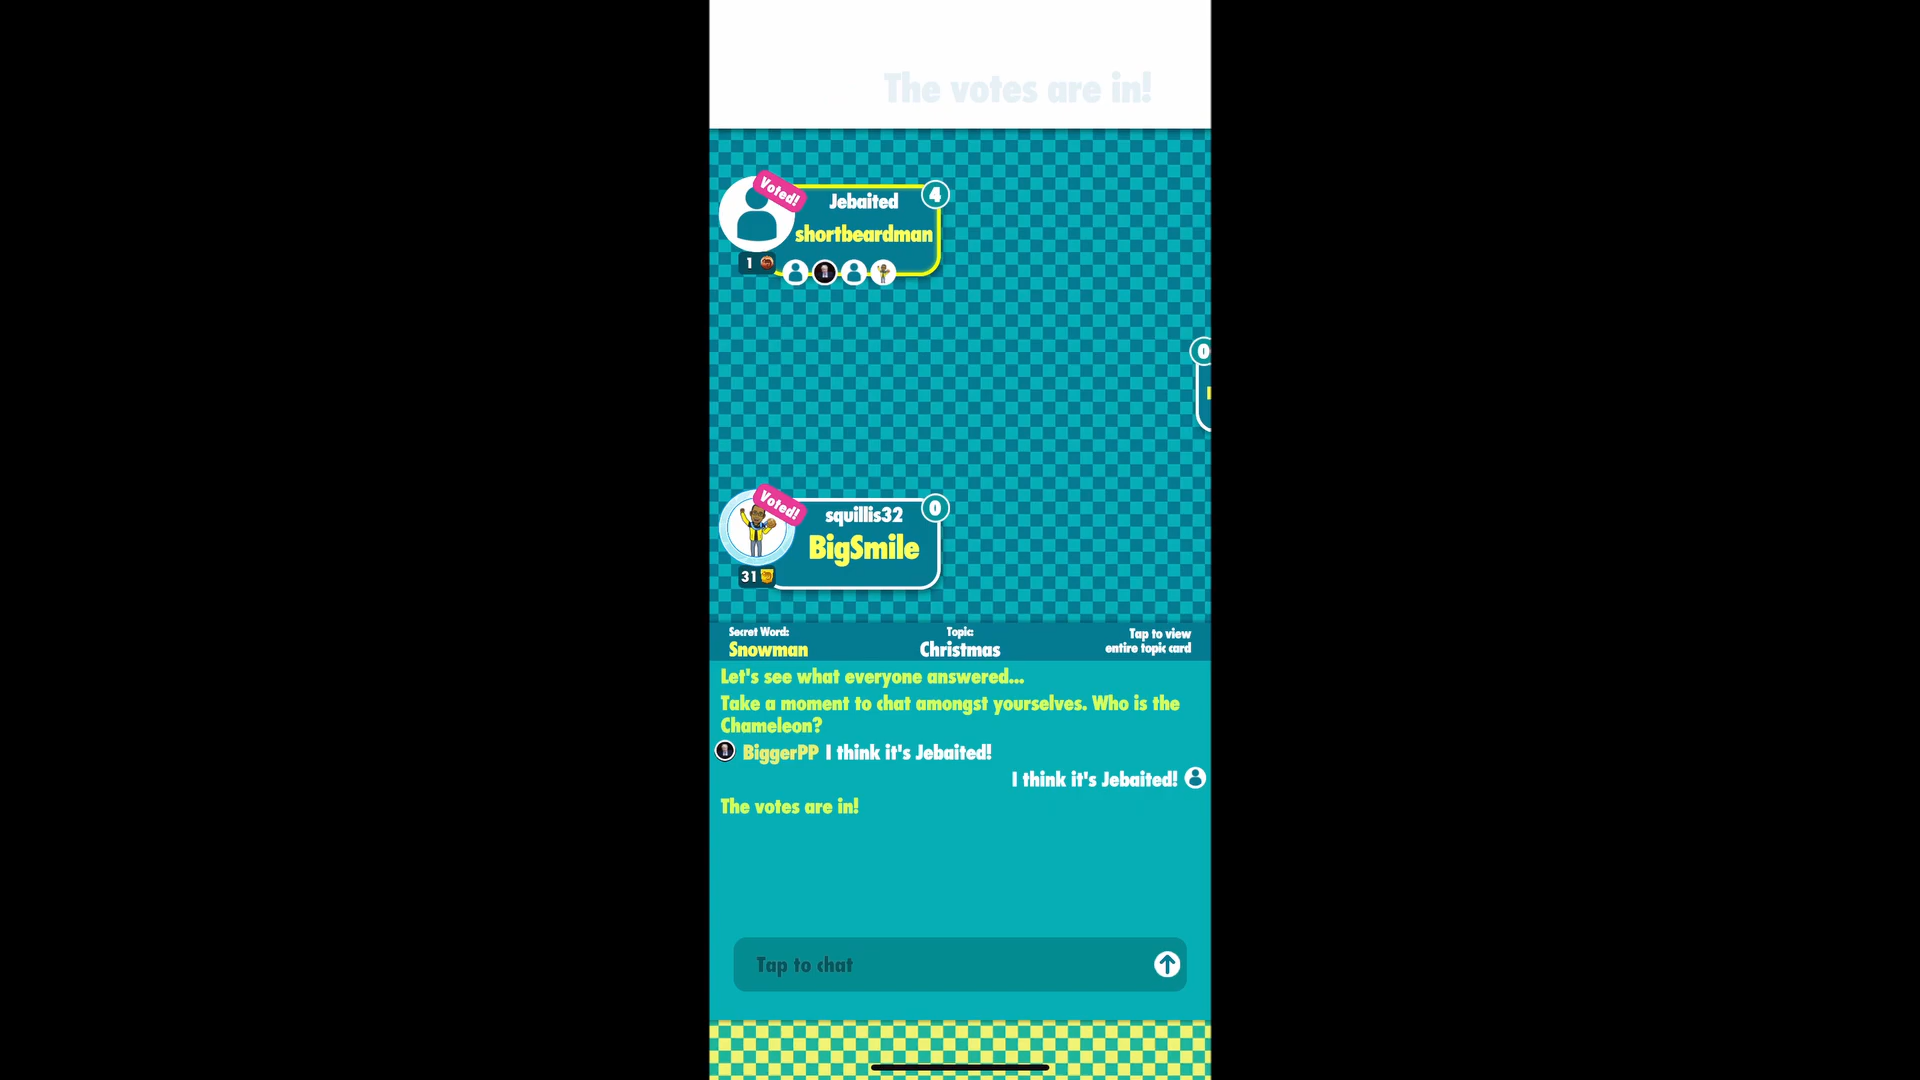 The votes are in!
Voted!
Jebaited
4
shortbeardman
1
0
Voted!
squillis32
0
BigSmile
31
Secret Word:
Snowman
Topic:
Christmas
Tap to view
entire topic card
Let's see what everyone answered...
Take a moment to chat amongst yourselves. Who is the
Chameleon?
BiggerPP I think it's Jebaited!
I think it's Jebaited!
The votes are in!
Tap to chat